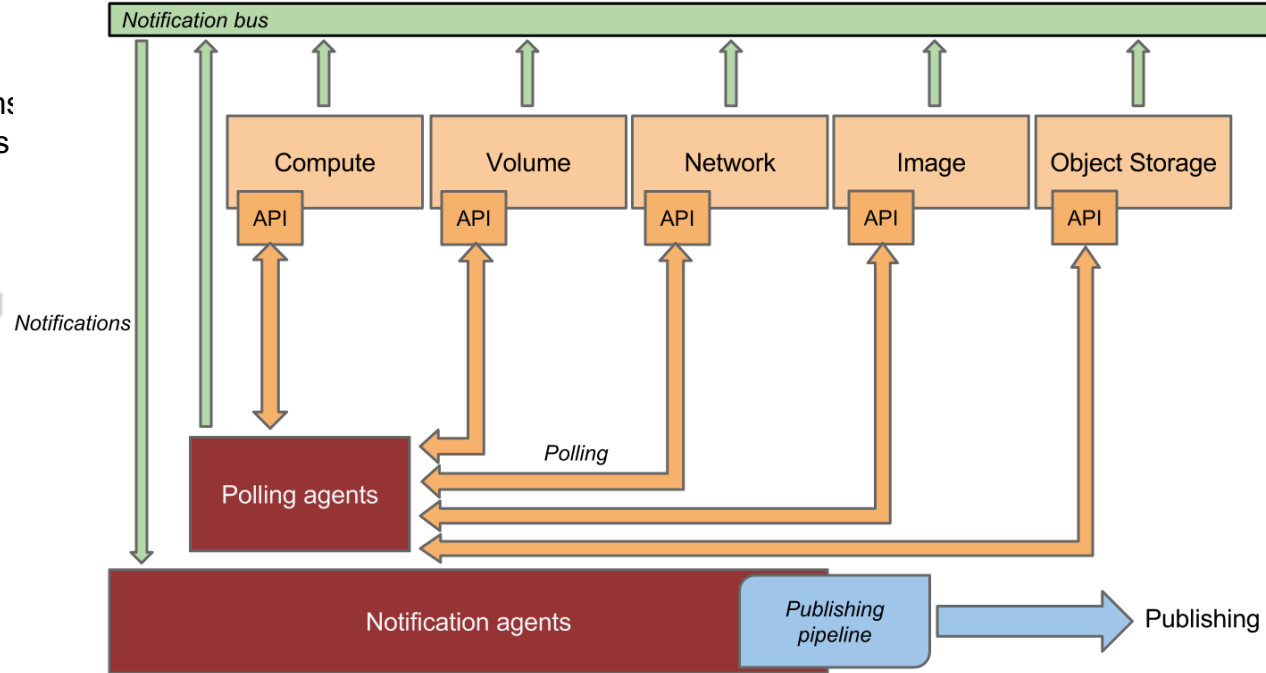 Notification bus
Compute
Volume
Network
Image
Object Storage
API
API
API
API
API
Notifications
Polling
Polling agents
Notification agents
Publishing
pipeline
Publishing